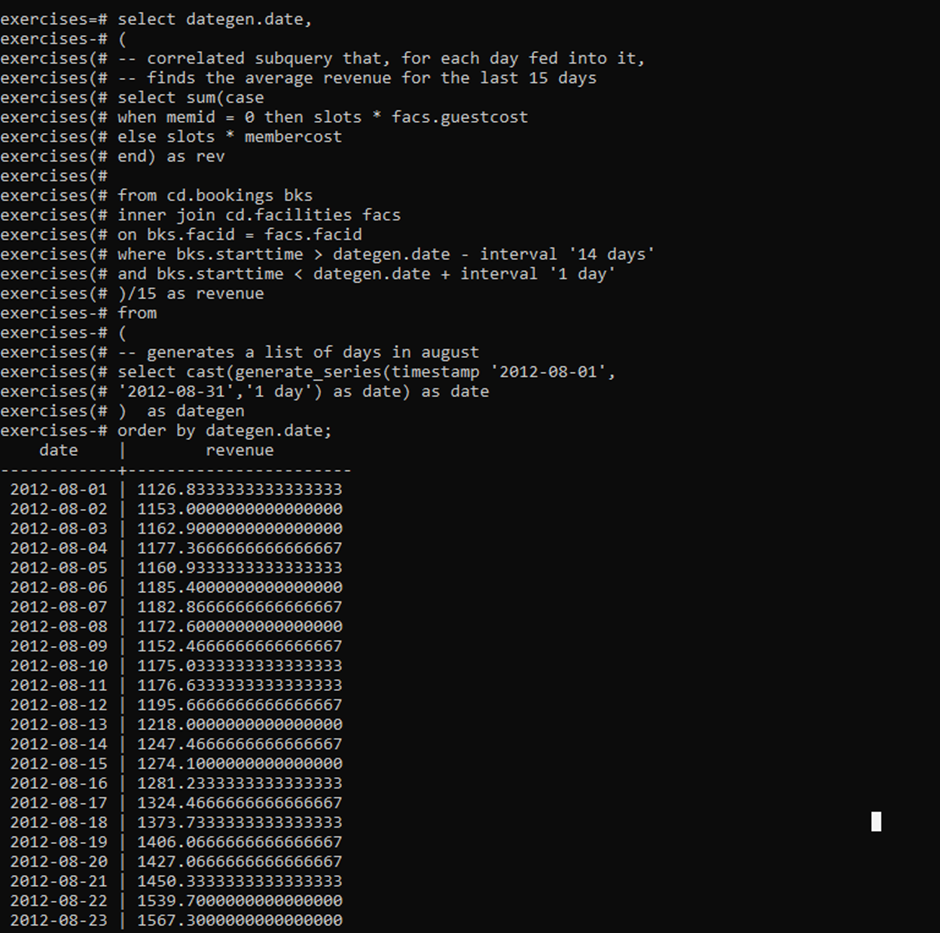 exercises=# select dategen.date,
exercises-# (
exercises(# -- correlated subquery that, for each day fed into it,
exercises(# -- finds the average revenue for the last 15 days
exercises(# select sum(case
exercises(# when memid = 0 then slots * facs.guestcost
exercises(# else slots * membercost
exercises(# end) as rev
exercises(#
exercises(# from cd.bookings bks
exercises(# inner join cd.facilities facs
exercises(# on bks.facid = facs.facid
exercises(# where bks.starttime > dategen.date - interval '14 days'
exercises(# and bks.starttime < dategen.date + interval '1 day'
exercises(# )/15 as revenue
exercises-# from
exercises-# (
exercises(# -- generates a list of days in august
exercises(# select cast(generate_series(timestamp '2012-08-01',
exercises(# '2012-08-31','1 day') as date) as date
exercises(# )  as dategen
exercises-# order by dategen.date;
    date    |        revenue
------------+-----------------------
 2012-08-01 | 1126.8333333333333333
 2012-08-02 | 1153.0000000000000000
 2012-08-03 | 1162.9000000000000000
 2012-08-04 | 1177.3666666666666667
 2012-08-05 | 1160.9333333333333333
 2012-08-06 | 1185.4000000000000000
 2012-08-07 | 1182.8666666666666667
 2012-08-08 | 1172.6000000000000000
 2012-08-09 | 1152.4666666666666667
 2012-08-10 | 1175.0333333333333333
 2012-08-11 | 1176.6333333333333333
 2012-08-12 | 1195.6666666666666667
 2012-08-13 | 1218.0000000000000000
 2012-08-14 | 1247.4666666666666667
 2012-08-15 | 1274.1000000000000000
 2012-08-16 | 1281.2333333333333333
 2012-08-17 | 1324.4666666666666667
 2012-08-18 | 1373.7333333333333333
 2012-08-19 | 1406.0666666666666667
 2012-08-20 | 1427.0666666666666667
 2012-08-21 | 1450.3333333333333333
 2012-08-22 | 1539.7000000000000000
 2012-08-23 | 1567.3000000000000000